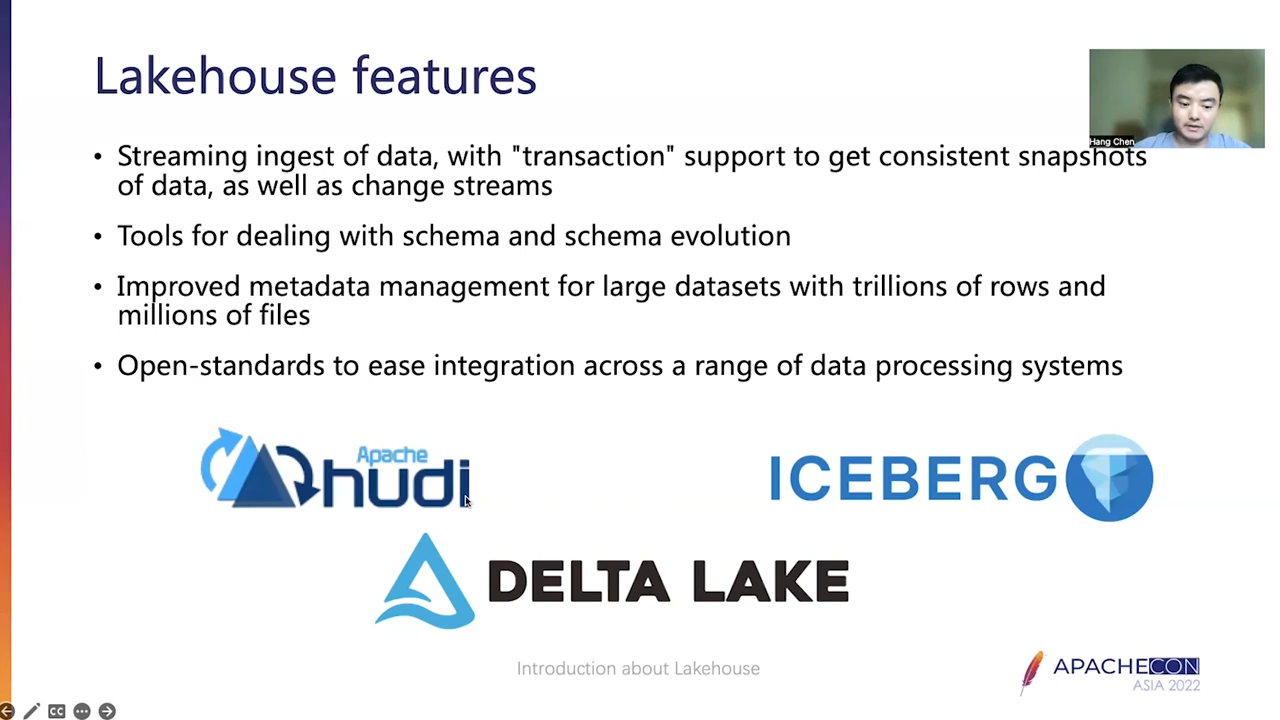 Lakehouse features
Hang Chen
• Streaming ingest of data, with "transaction" support to get consistent snapshots
of data, as well as change streams
• Tools for dealing with schema and schema evolution
• Improved metadata management for large datasets with trillions of rows and
millions of files
• Open-standards to ease integration across a range of data processing systems
Apache
hudi
ICEBERG
DELTA LAKE
Introduction about Lakehouse
APACHECON
ASIA 2022
CC